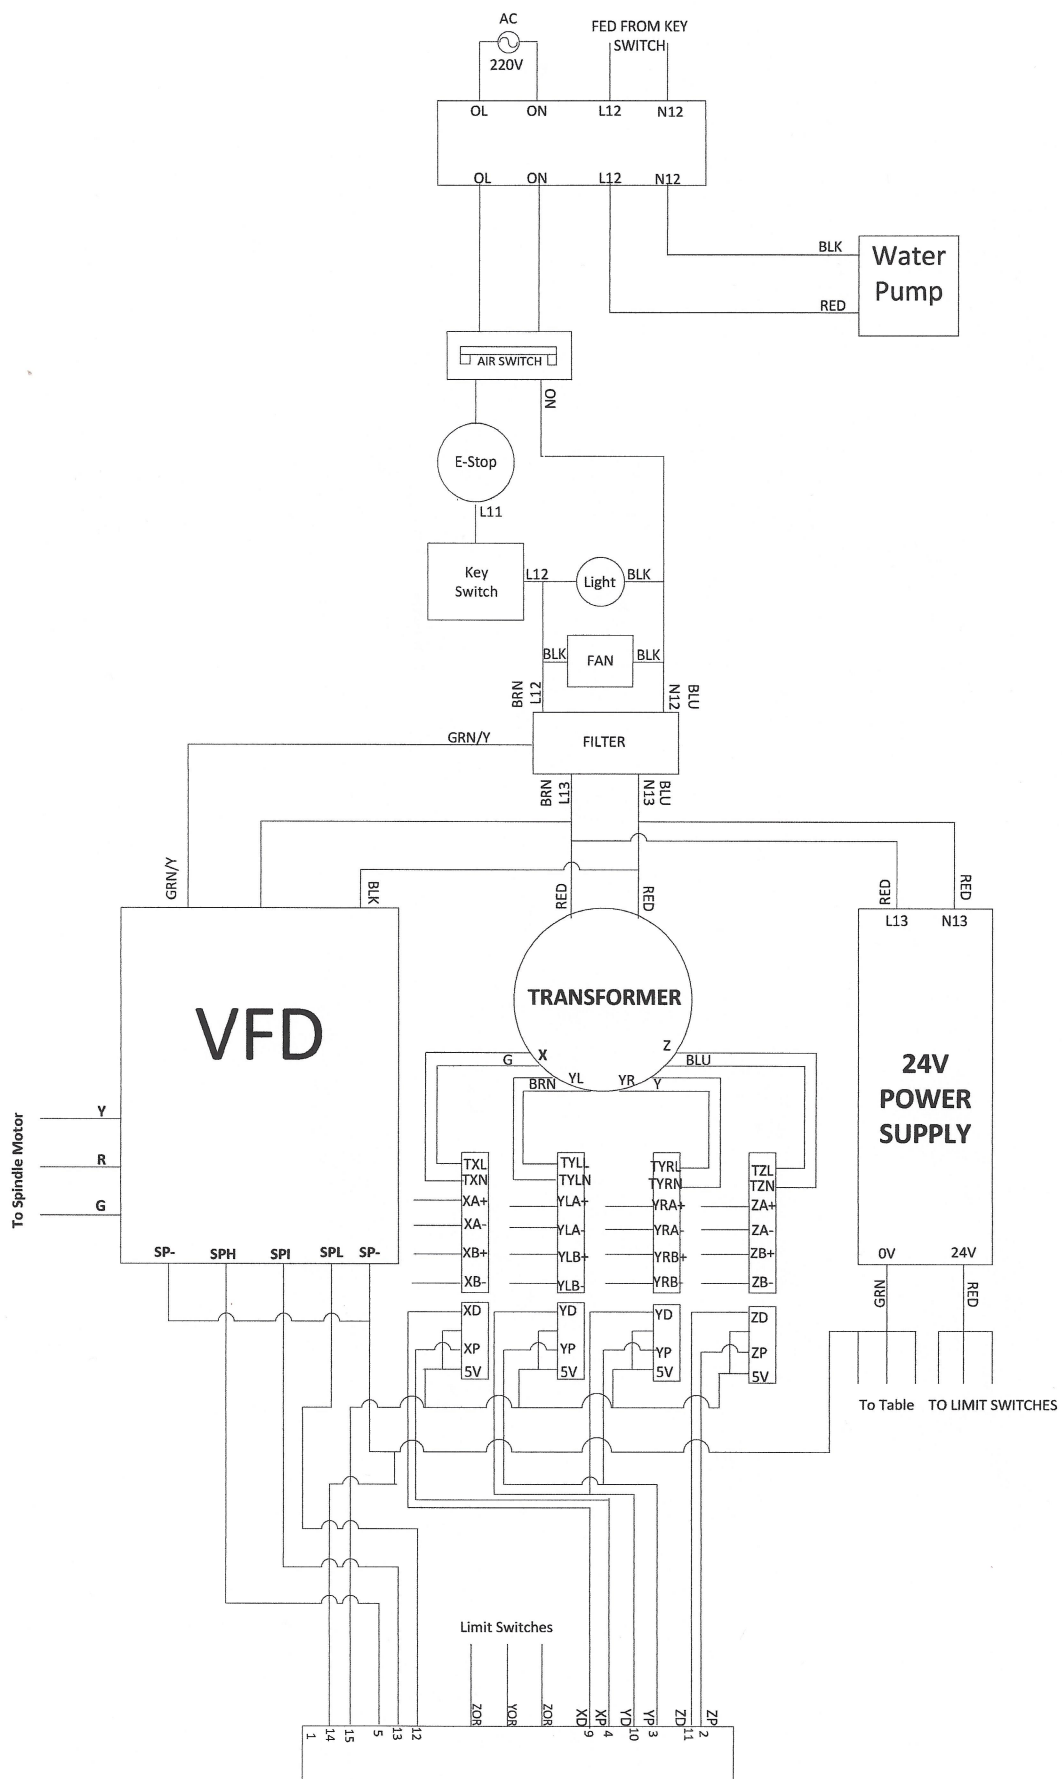 AC
220V
FED FROM KEY
SWITCH
OL ON L12 N12
OL ON L12 N12
BLK
RED
Water
Pump
AIR SWITCH
NO
E-Stop
L11
Key
Switch
L12
Light
BLK
BLK
FAN
BLK
BRN
L12
N12
BLU
GRN/Y
FILTER
BRN
L13
N13
BLU
GRN/Y
BLK
RED
RED
RED
RED
VFD
TRANSFORMER
L13 N13
24V
POWER
SUPPLY
X
G
Z
BLU
BRN
YL
YR
Y
To Spindle Motor
Y
R
G
SP- SPH SPI SPL SP-
TXL
TXN
XA+
XA-
XB+
XB-
TYLL
TYLN
YLA+
YLA-
YLB+
YLB-
TYRL
TYRN
YRA+
YRA-
YRB+
YRB-
TZL
TZN
ZA+
ZA-
ZB+
ZB-
0V 24V
GRN
RED
XD
XP
5V
YD
YP
5V
YD
YP
5V
ZD
ZP
5V
To Table
TO LIMIT SWITCHES
Limit Switches
ZOR
YOR
ZOR
XD
XP
YD
YP
ZD
ZP
1 14 15 5 13 12 9 4 10 3 11 2